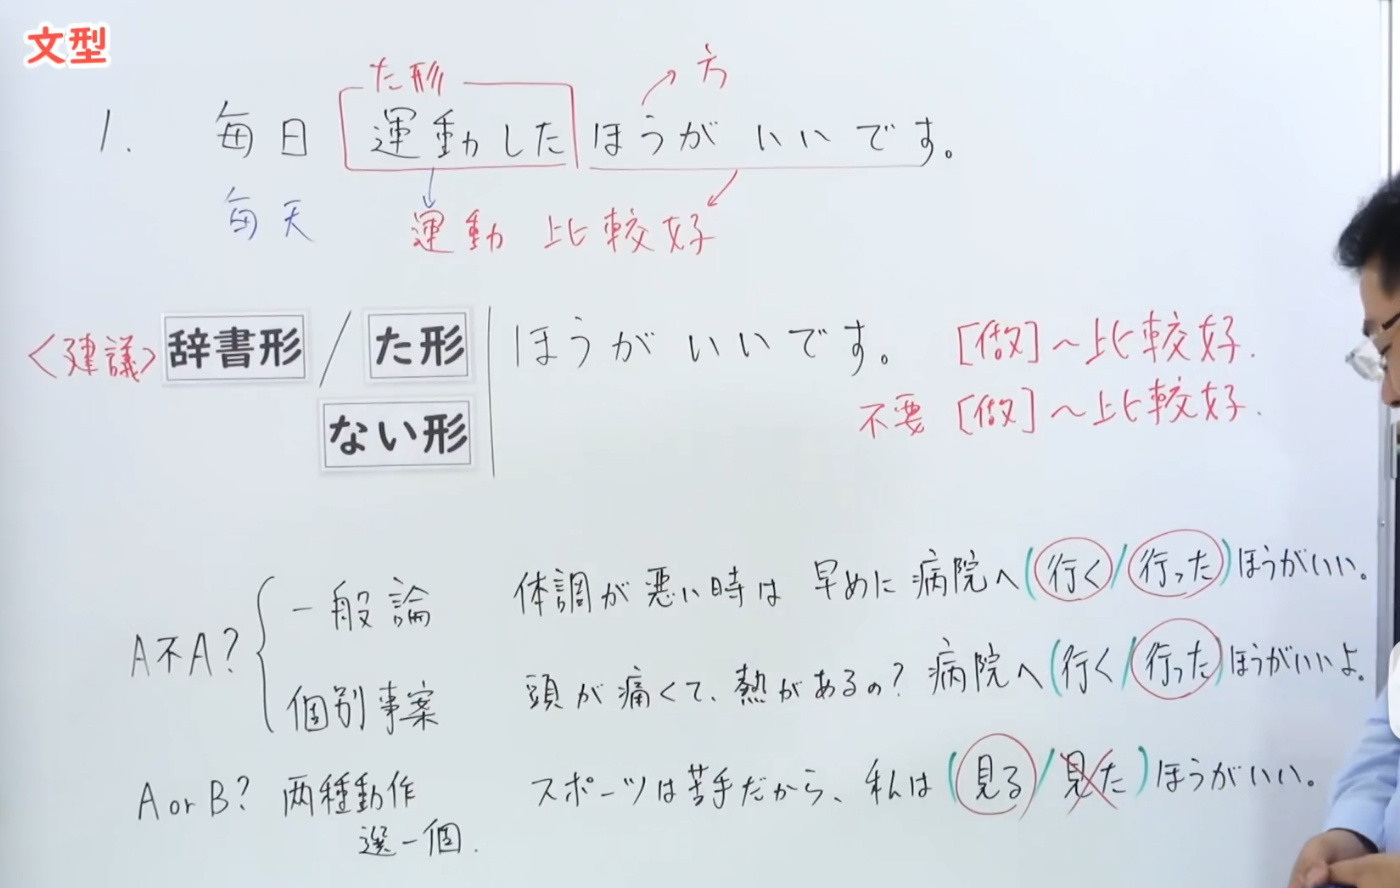 文型
た形 方
1. 毎日 運動した ほうが いい です。
每天 運動 比較好
<建議> 辞書形 / た形 ほうが いいです。 [做]~比較好.
ない形 不要 [做]~比較好.
A不A? 一般論 体調が悪い時は 早めに 病院へ(行く/行った)ほうがいい。
個別事案 頭が痛くて、熱があるの? 病院へ(行く/行った)ほうがいいよ。
A or B? 两種動作 スポーツは苦手だから、私は(見る/見た)ほうがいい。
選一個.